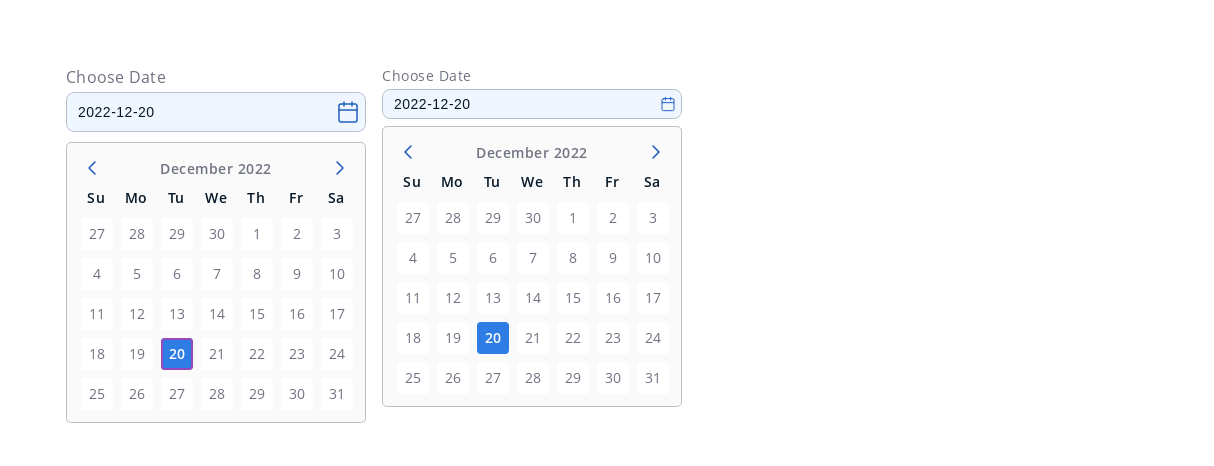 Choose Date
2022-12-20
December 2022
Su Mo Tu We Th Fr Sa
27 28 29 30 1 2 3
4 5 6 7 8 9 10
11 12 13 14 15 16 17
18 19 20 21 22 23 24
25 26 27 28 29 30 31
Choose Date
2022-12-20
December 2022
Su Mo Tu We Th Fr Sa
27 28 29 30 1 2 3
4 5 6 7 8 9 10
11 12 13 14 15 16 17
18 19 20 21 22 23 24
25 26 27 28 29 30 31